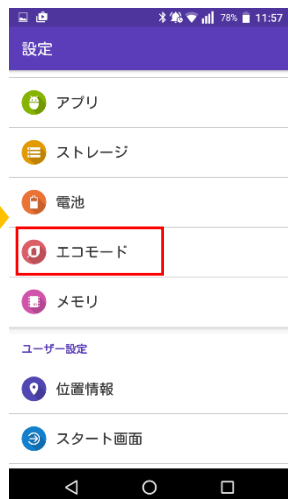 78% 11:57
設定
アプリ
ストレージ
電池
エコモード
メモリ
ユーザー設定
位置情報
スタート画面